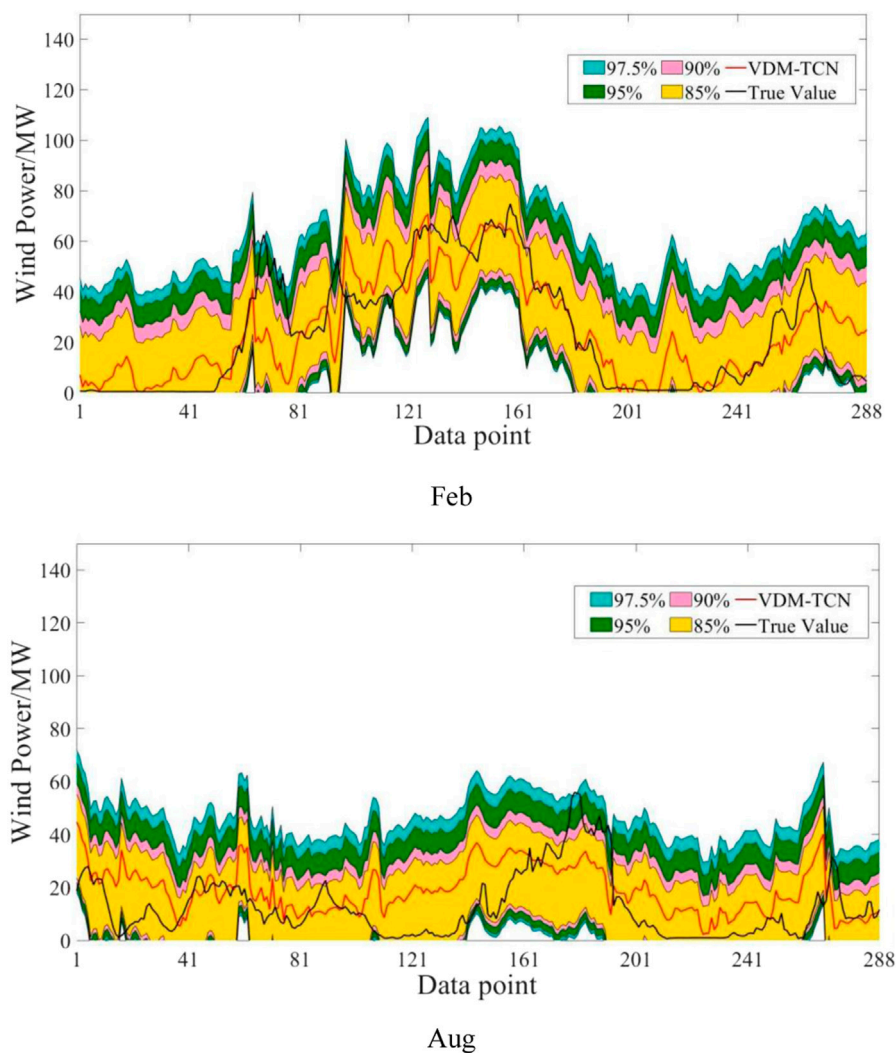 140
120
100
80
60
40
20
0
Wind Power/MW
97.5% 90% VDM-TCN
95% 85% True Value
1 41 81 121 161 201 241 288
Data point
Feb
140
120
100
80
60
40
20
0
Wind Power/MW
97.5% 90% VDM-TCN
95% 85% True Value
1 41 81 121 161 201 241 288
Data point
Aug